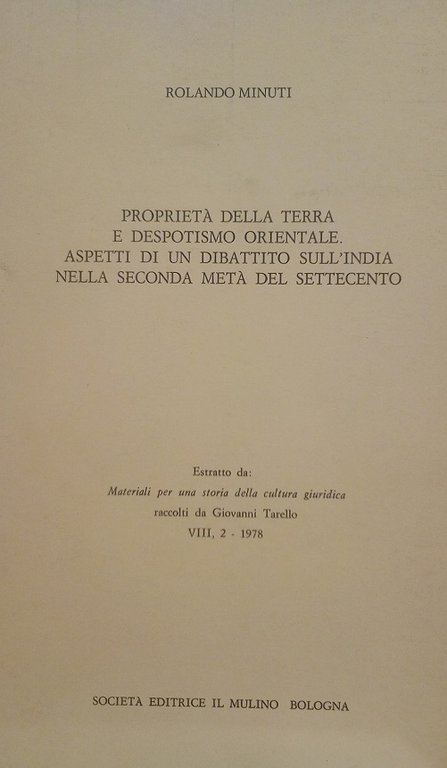 ROLANDO MINUTI
PROPRIETÀ DELLA TERRA
E DESPOTISMO ORIENTALE.
ASPETTI DI UN DIBATTITO SULL'INDIA
NELLA SECONDA METÀ DEL SETTECENTO
Estratto da:
Materiali per una storia della cultura giuridica
raccolti da Giovanni Tarello
VIII, 2 - 1978
SOCIETÀ EDITRICE IL MULINO BOLOGNA